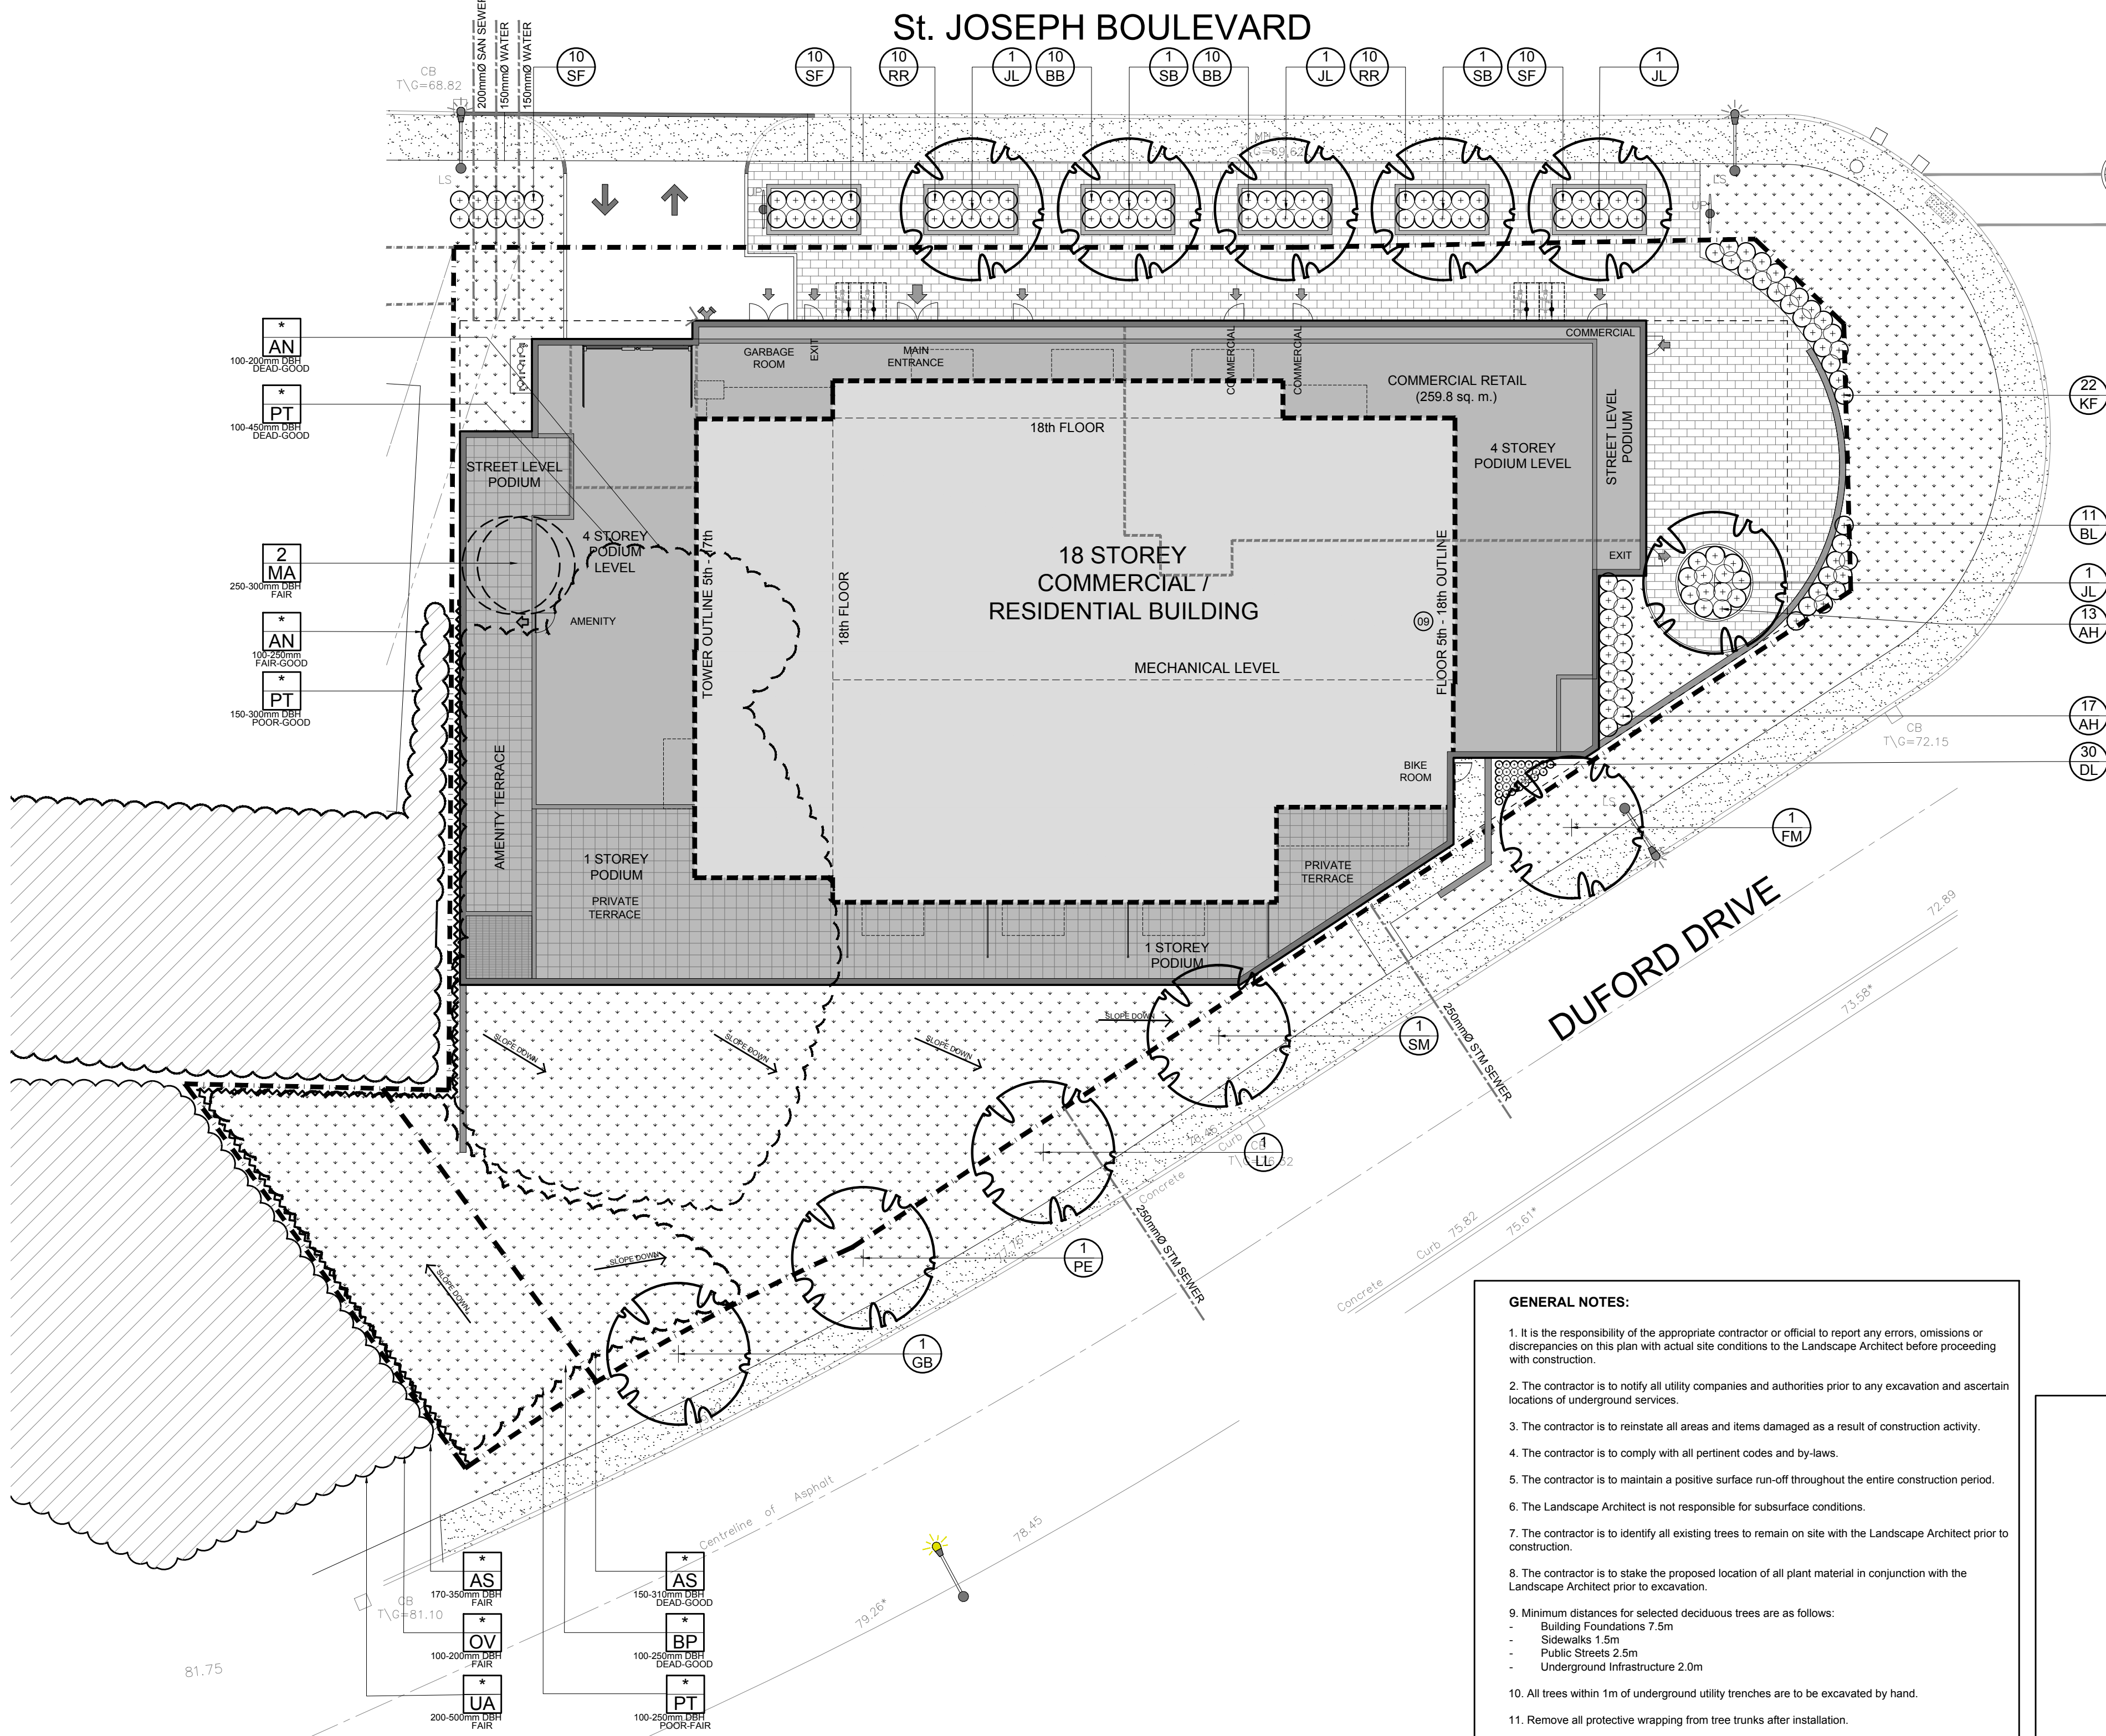 St. JOSEPH BOULEVARD
200mmØ SAN SEWER
150mmØ WATER
150mmØ WATER
CB
T\G=68.82
10
SF
10
SF
10
RR
1
JL
10
BB
1
SB
10
BB
1
JL
10
RR
1
SB
10
SF
1
JL
LS
UP
MH-S
LS
UP
*
AN
100-200mm DBH
DEAD-GOOD
*
PT
100-450mm DBH
DEAD-GOOD
2
MA
250-300mm DBH
FAIR
*
AN
100-250mm
FAIR-GOOD
*
PT
150-300mm DBH
POOR-GOOD
GARBAGE
ROOM
EXIT
MAIN
ENTRANCE
COMMERCIAL
COMMERCIAL
COMMERCIAL
COMMERCIAL RETAIL
(259.8 sq. m.)
18th FLOOR
4 STOREY
PODIUM LEVEL
STREET LEVEL
PODIUM
STREET LEVEL
PODIUM
4 STOREY
PODIUM
LEVEL
TOWER OUTLINE 5th - 17th
18th FLOOR
18 STOREY
COMMERCIAL /
RESIDENTIAL BUILDING
09
FLOOR 5th - 18th OUTLINE
EXIT
AMENITY
MECHANICAL LEVEL
AMENITY TERRACE
BIKE
ROOM
1 STOREY
PODIUM
PRIVATE
TERRACE
PRIVATE
TERRACE
1 STOREY
PODIUM
22
KF
11
BL
1
JL
13
AH
17
AH
30
DL
CB
T\G=72.15
LS
1
FM
72.89
DUFORD DRIVE
73.58*
SLOPE DOWN
SLOPE DOWN
SLOPE DOWN
SLOPE DOWN
1
SM
250mmØ STM SEWER
1
LL
Concrete
Curb
CB
250mmØ STM SEWER
1
PE
SLOPE DOWN
SLOPE DOWN
1
GB
Concrete
Curb 75.82
75.61*
Centreline of Asphalt
78.45
79.26*
CB
T\G=81.10
81.75
*
AS
170-350mm DBH
FAIR
*
OV
100-200mm DBH
FAIR
*
UA
200-500mm DBH
FAIR
*
AS
150-310mm DBH
DEAD-GOOD
*
BP
100-250mm DBH
DEAD-GOOD
*
PT
100-250mm DBH
POOR-FAIR
GENERAL NOTES:
1. It is the responsibility of the appropriate contractor or official to report any errors, omissions or
discrepancies on this plan with actual site conditions to the Landscape Architect before proceeding
with construction.
2. The contractor is to notify all utility companies and authorities prior to any excavation and ascertain
locations of underground services.
3. The contractor is to reinstate all areas and items damaged as a result of construction activity.
4. The contractor is to comply with all pertinent codes and by-laws.
5. The contractor is to maintain a positive surface run-off throughout the entire construction period.
6. The Landscape Architect is not responsible for subsurface conditions.
7. The contractor is to identify all existing trees to remain on site with the Landscape Architect prior to
construction.
8. The contractor is to stake the proposed location of all plant material in conjunction with the
Landscape Architect prior to excavation.
9. Minimum distances for selected deciduous trees are as follows:
- Building Foundations 7.5m
- Sidewalks 1.5m
- Public Streets 2.5m
- Underground Infrastructure 2.0m
10. All trees within 1m of underground utility trenches are to be excavated by hand.
11. Remove all protective wrapping from tree trunks after installation.